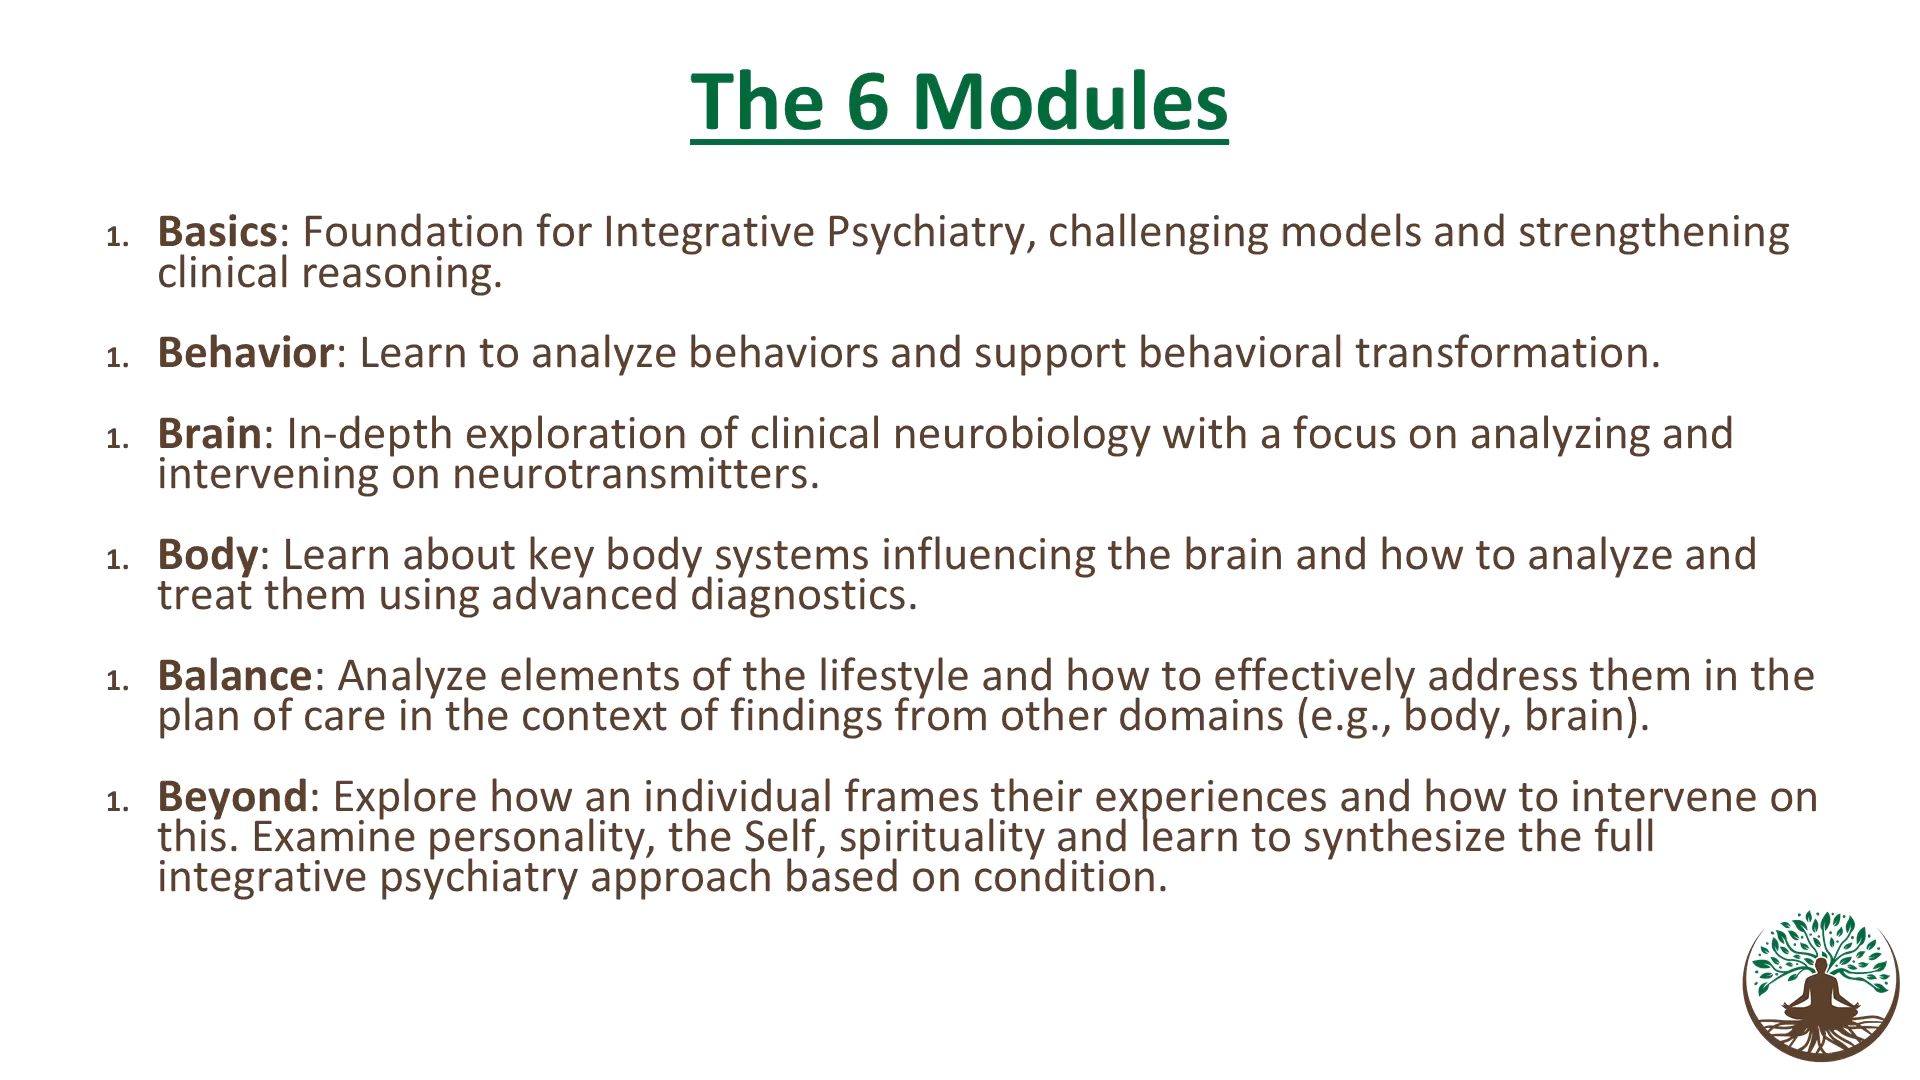 The 6 Modules
1. Basics: Foundation for Integrative Psychiatry, challenging models and strengthening
clinical reasoning.
1. Behavior: Learn to analyze behaviors and support behavioral transformation.
1. Brain: In-depth exploration of clinical neurobiology with a focus on analyzing and
intervening on neurotransmitters.
1. Body: Learn about key body systems influencing the brain and how to analyze and
treat them using advanced diagnostics.
1. Balance: Analyze elements of the lifestyle and how to effectively address them in the
plan of care in the context of findings from other domains (e.g., body, brain).
1. Beyond: Explore how an individual frames their experiences and how to intervene on
this. Examine personality, the Self, spirituality and learn to synthesize the full
integrative psychiatry approach based on condition.